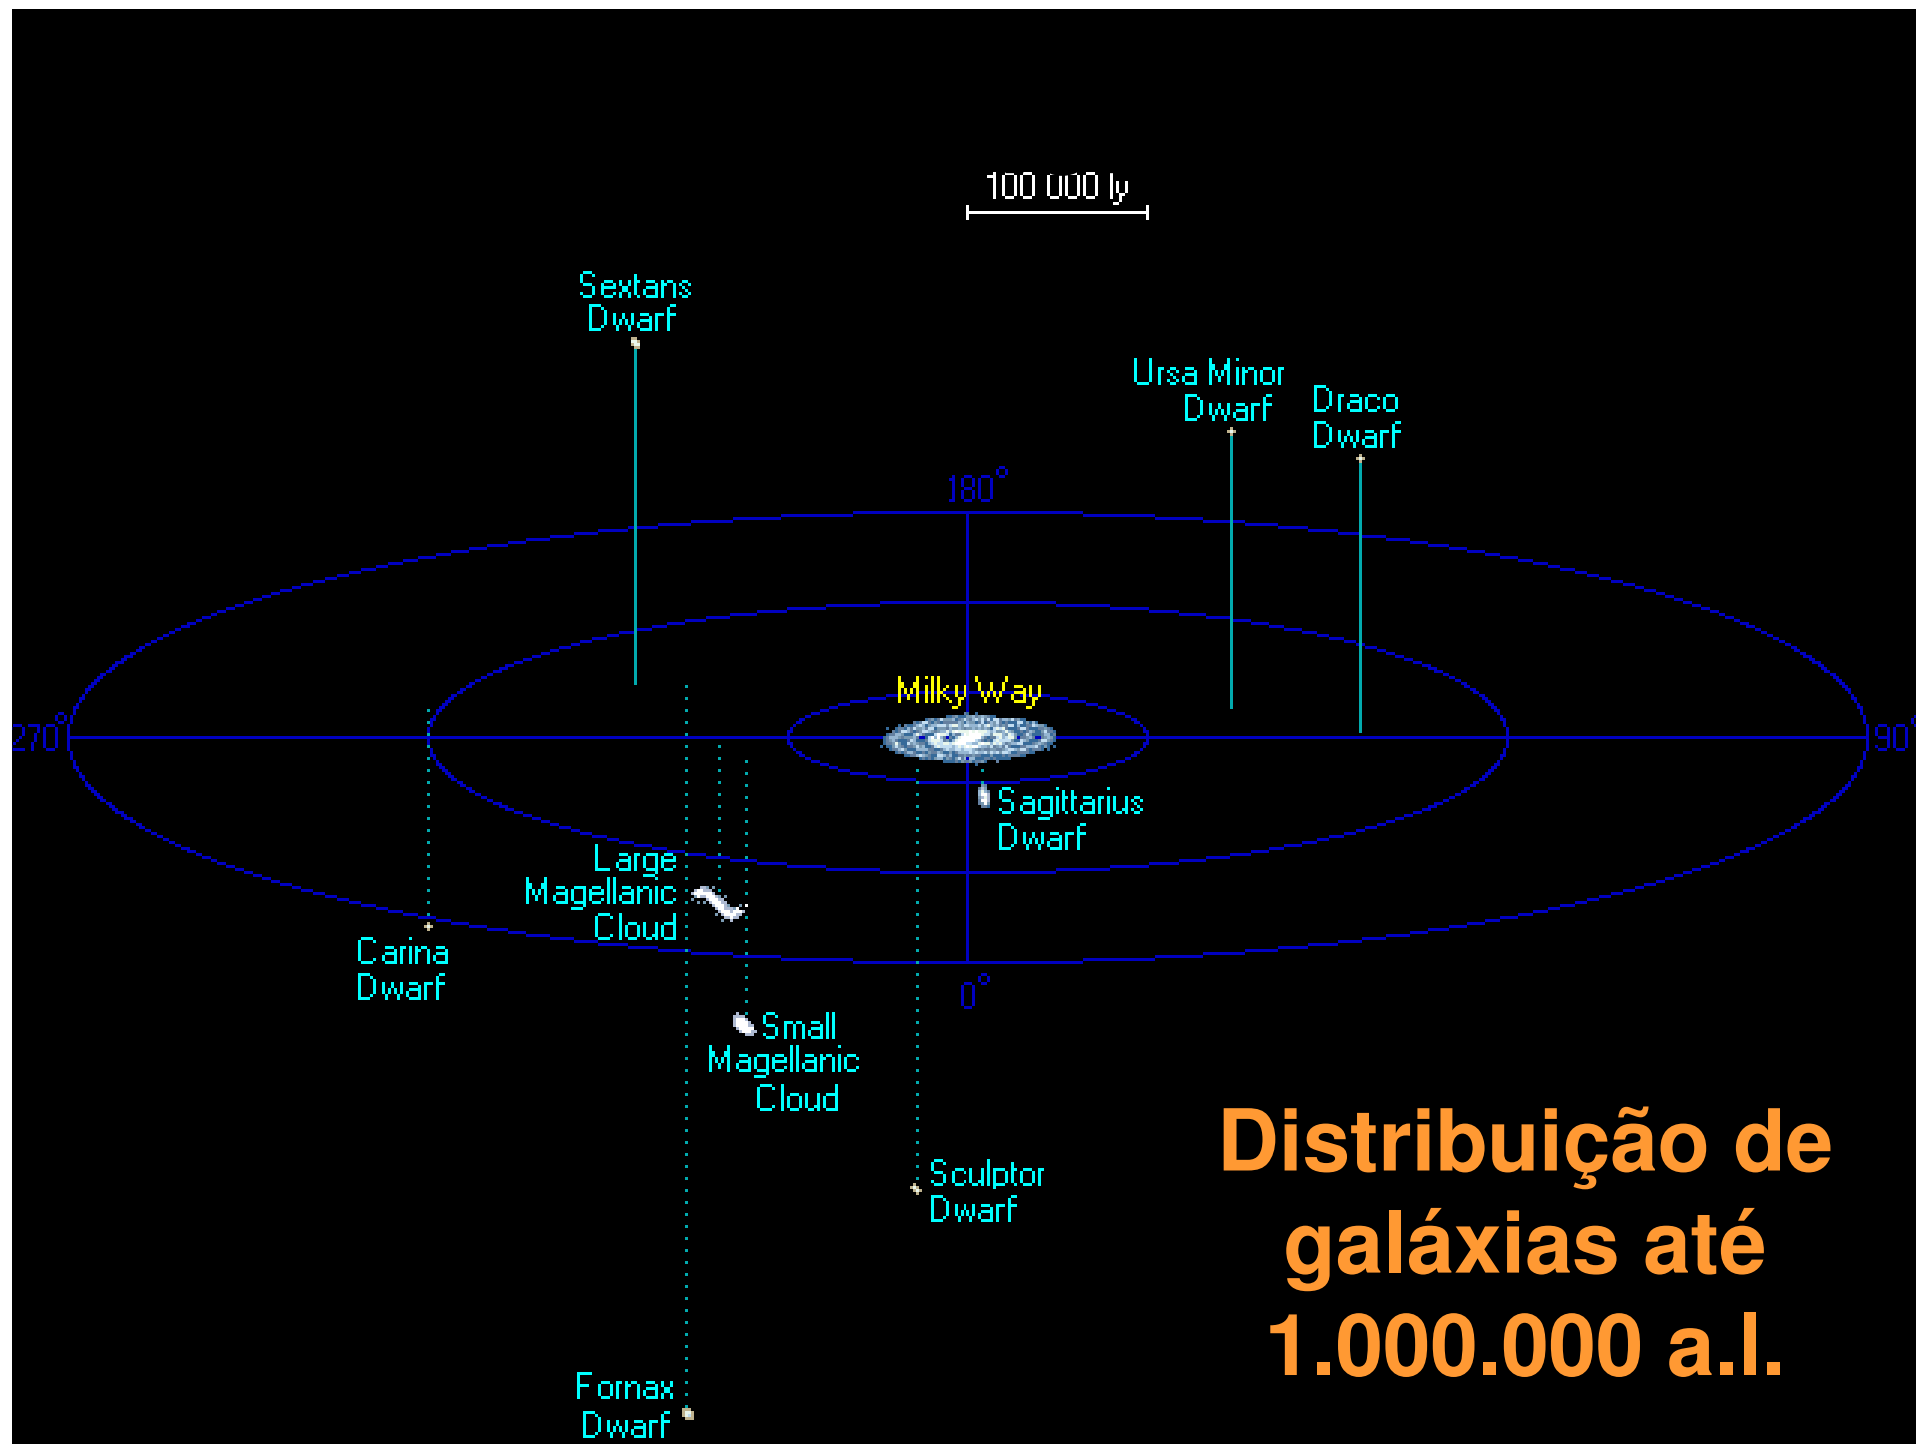 100 000 ly
Sextans
Dwarf
Ursa Minor
Dwarf
Draco
Dwarf
180°
Milky Way
270°
90°
Sagittarius
Dwarf
Large
Magellanic
Cloud
Carina
Dwarf
0°
Small
Magellanic
Cloud
Sculptor
Dwarf
Fornax
Dwarf
Distribuição de
galáxias até
1.000.000 a.l.